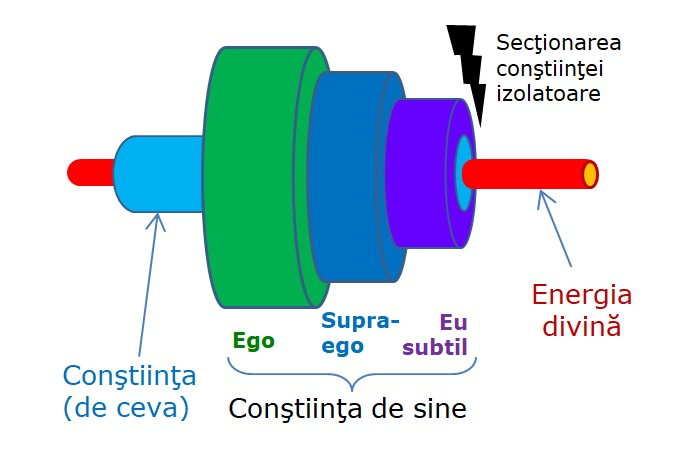 Secţionarea
conştiinţei
izolatoare
Energia
divină
Ego
Supra-
ego
Eu
subtil
Conştiinţa
(de ceva)
Conştiinţa de sine